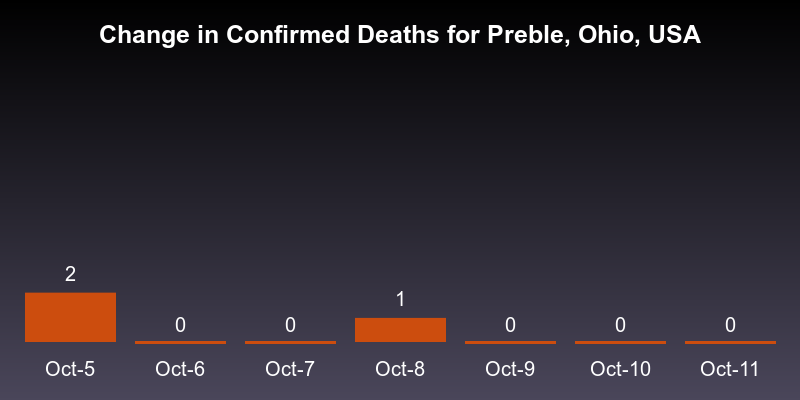 Change in Confirmed Deaths for Preble, Ohio, USA
2 0 0 1 0 0 0
Oct-5 Oct-6 Oct-7 Oct-8 Oct-9 Oct-10 Oct-11